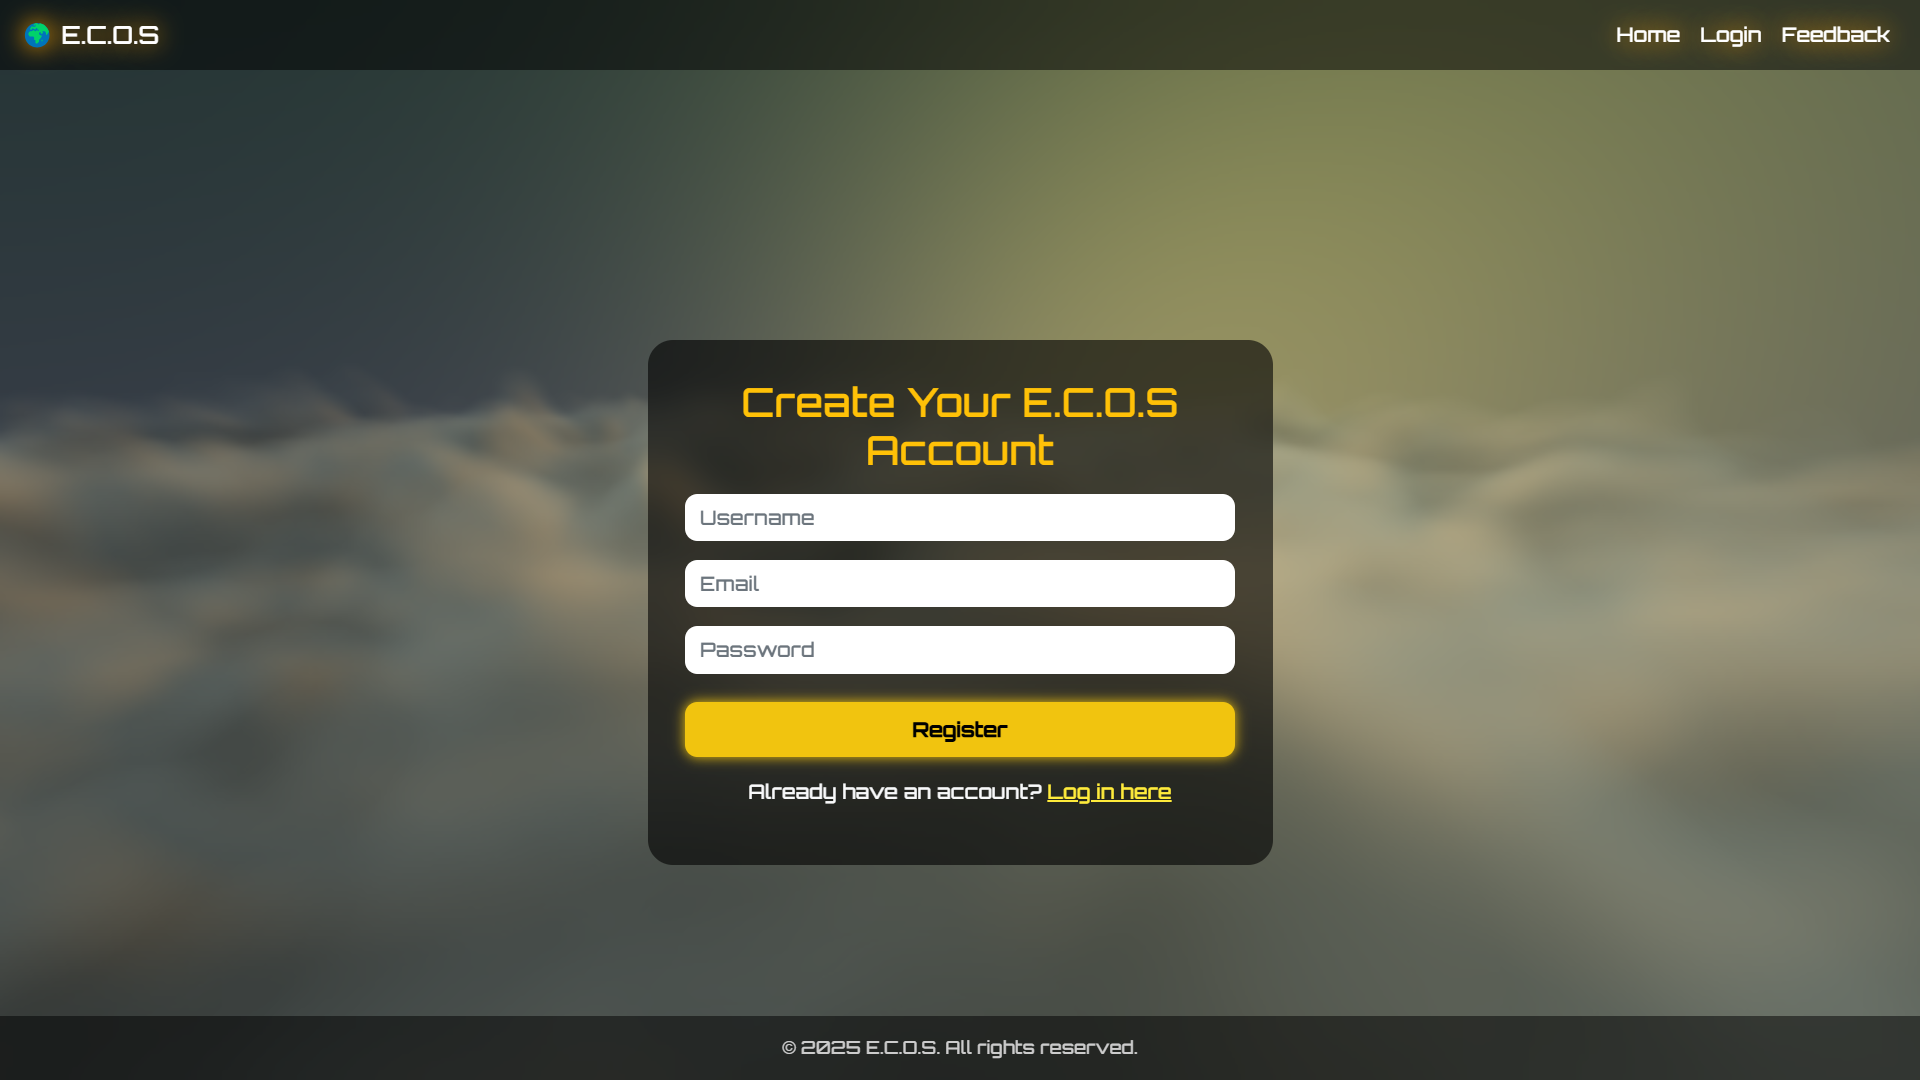 🌍 E.C.O.S
Home Login Feedback
Create Your E.C.O.S
Account
Username
Email
Password
Register
Already have an account? Log in here
© 2025 E.C.O.S. All rights reserved.